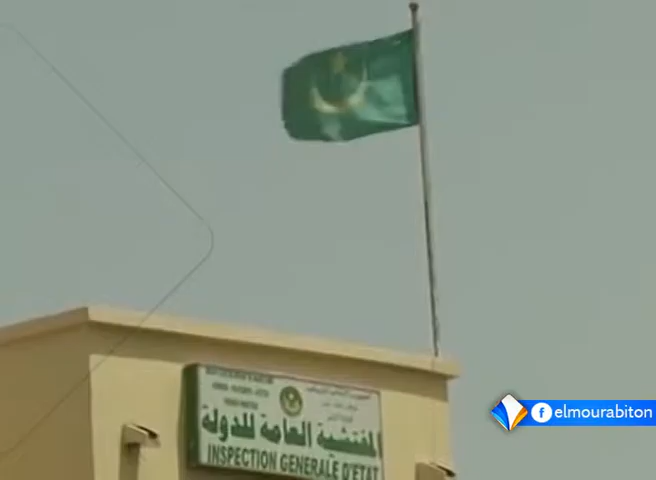 المفتشية العامة للدولة
INSPECTION GENERALE D'ETAT
elmourabiton